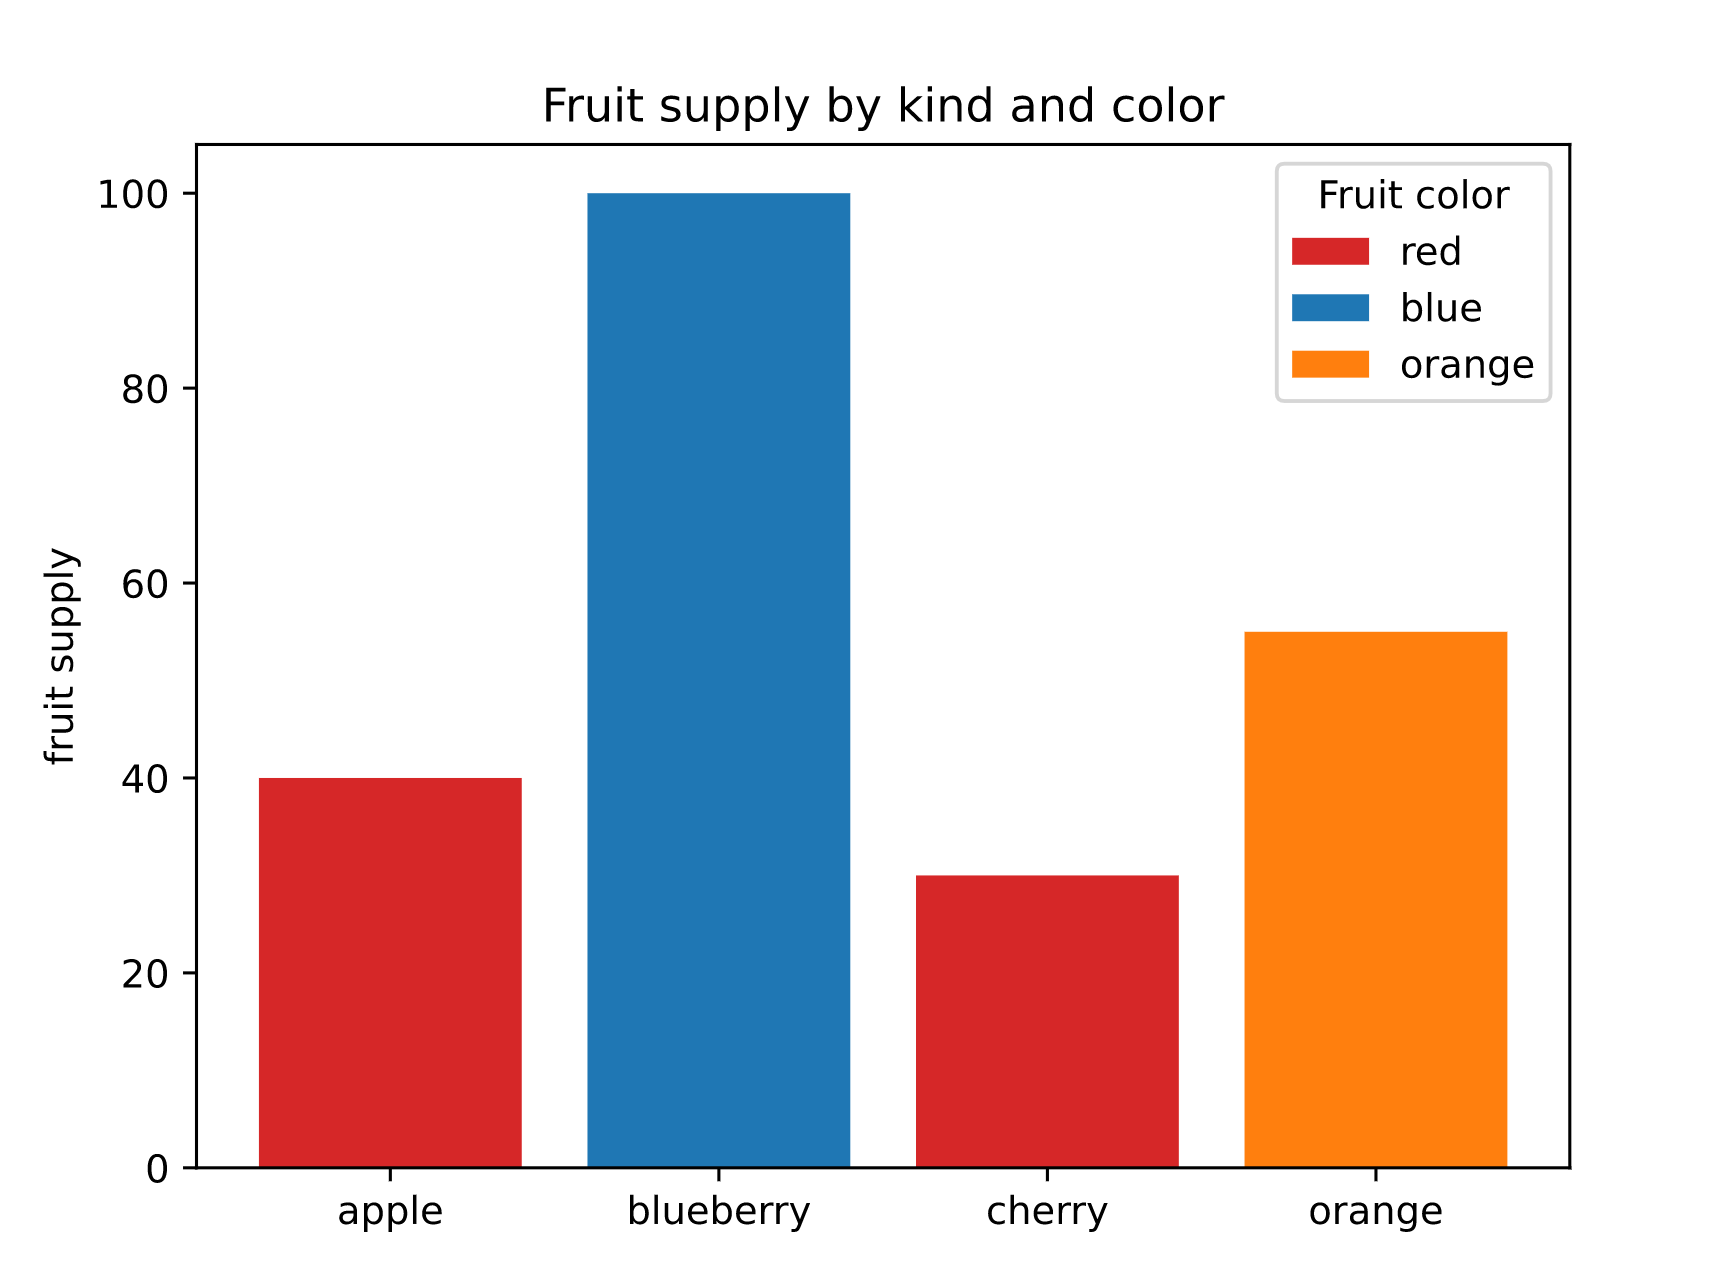 Fruit supply by kind and color
100
80
60
40
20
0
fruit supply
Fruit color
red
blue
orange
apple blueberry cherry orange